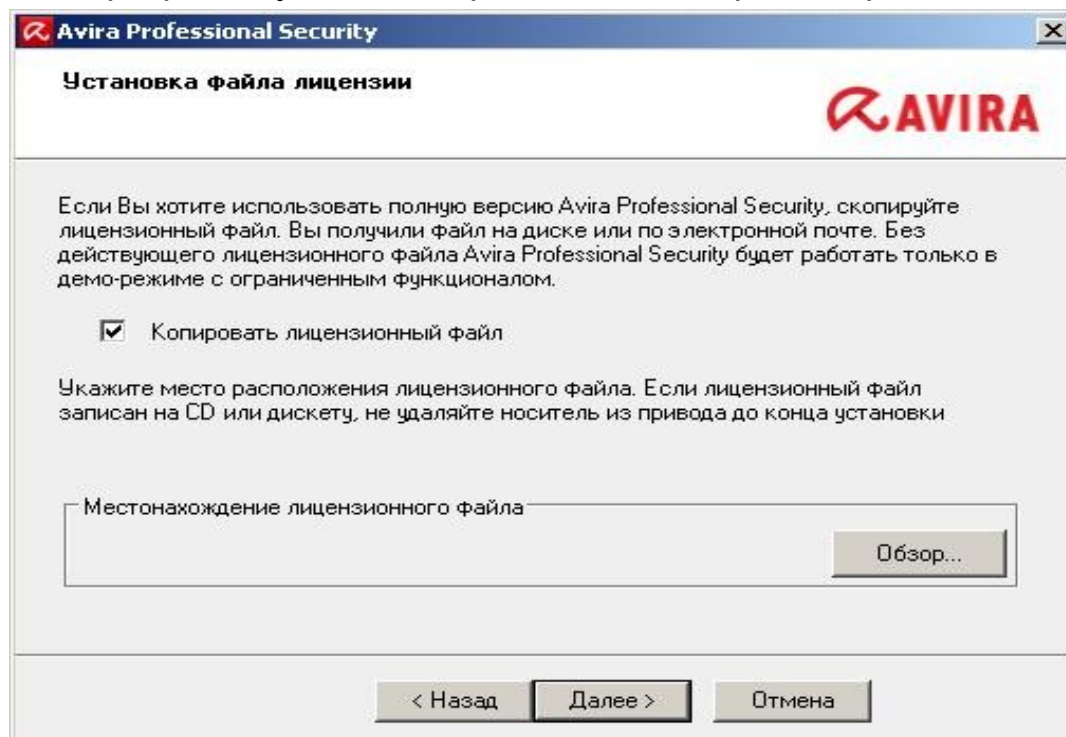 Avira Professional Security
Установка файла лицензии
AVIRA
Если Вы хотите использовать полную версию Avira Professional Security, скопируйте
лицензионный файл. Вы получили файл на диске или по электронной почте. Без
действующего лицензионного файла Avira Professional Security будет работать только в
демо-режиме с ограниченным функционалом.
Копировать лицензионный файл
Укажите место расположения лицензионного файла. Если лицензионный файл
записан на CD или дискету, не удаляйте носитель из привода до конца установки
Местонахождение лицензионного файла
Обзор...
< Назад Далее > Отмена